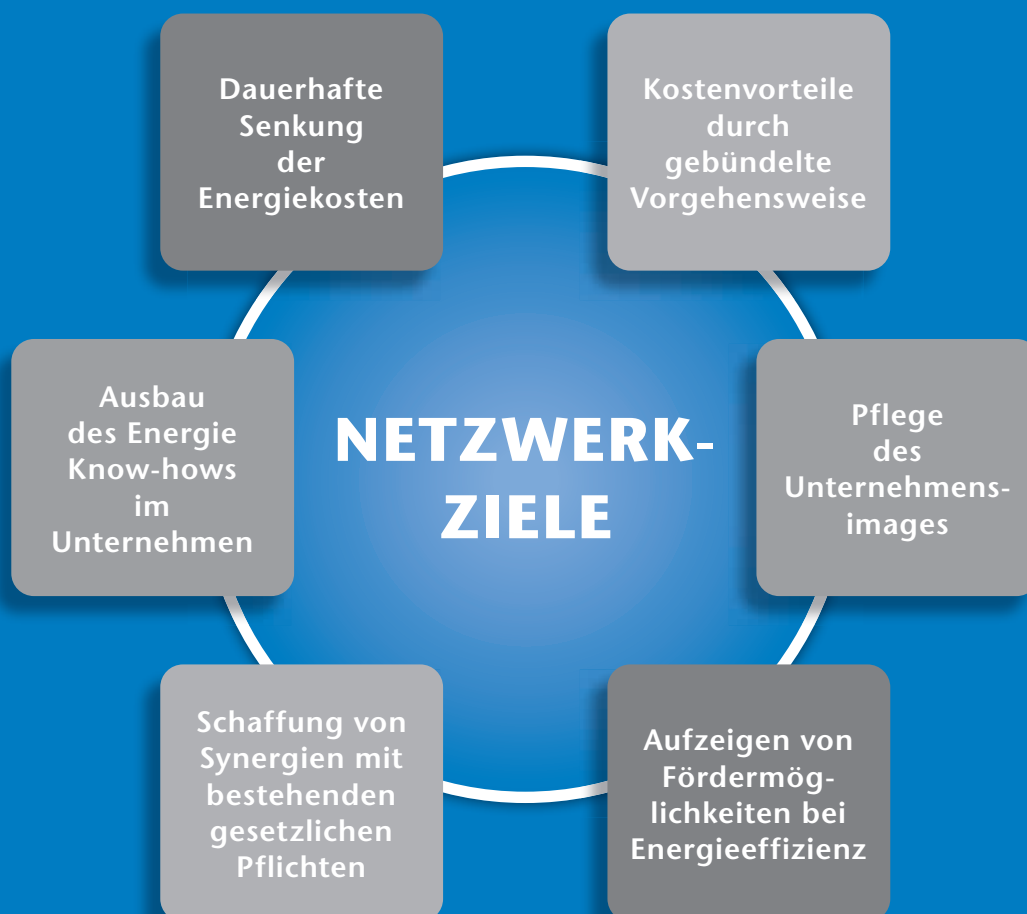 Dauerhafte
Senkung
der
Energiekosten
Kostenvorteile
durch
gebündelte
Vorgehensweise
Ausbau
des Energie
Know-hows
im
Unternehmen
NETZWERK-
ZIELE
Pflege
des
Unternehmens-
images
Schaffung von
Synergien mit
bestehenden
gesetzlichen
Pflichten
Aufzeigen von
Fördermög-
lichkeiten bei
Energieeffizienz